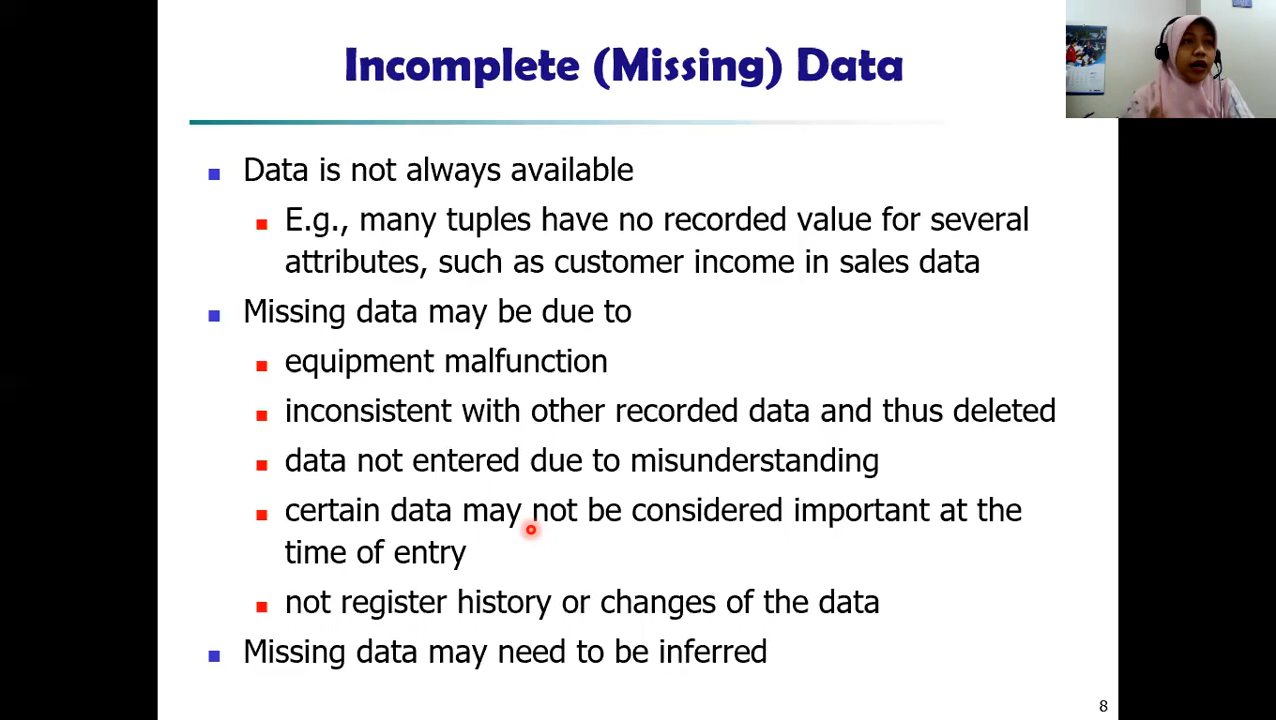 Incomplete (Missing) Data
Data is not always available
E.g., many tuples have no recorded value for several
attributes, such as customer income in sales data
Missing data may be due to
equipment malfunction
inconsistent with other recorded data and thus deleted
data not entered due to misunderstanding
certain data may not be considered important at the
time of entry
not register history or changes of the data
Missing data may need to be inferred
8